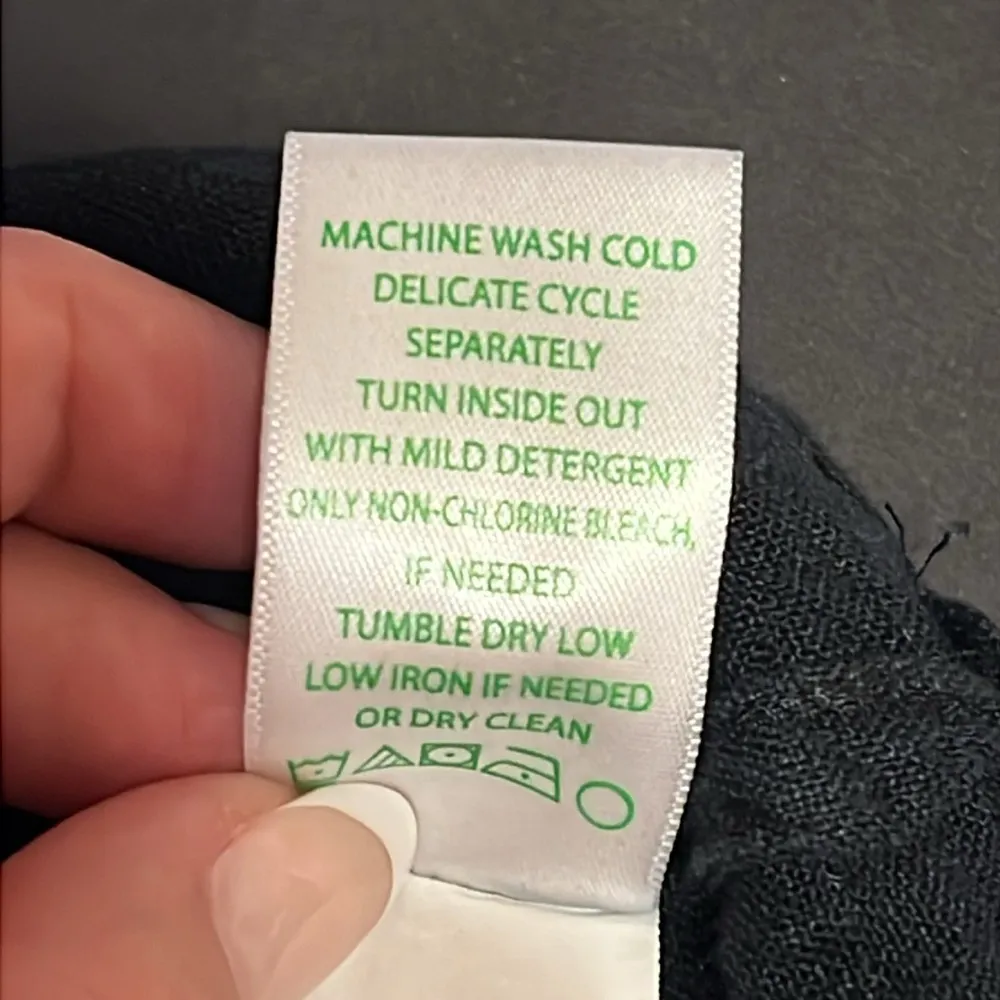 MACHINE WASH COLD
DELICATE CYCLE
SEPARATELY
TURN INSIDE OUT
WITH MILD DETERGENT
ONLY NON-CHLORINE BLEACH,
IF NEEDED
TUMBLE DRY LOW
LOW IRON IF NEEDED
OR DRY CLEAN